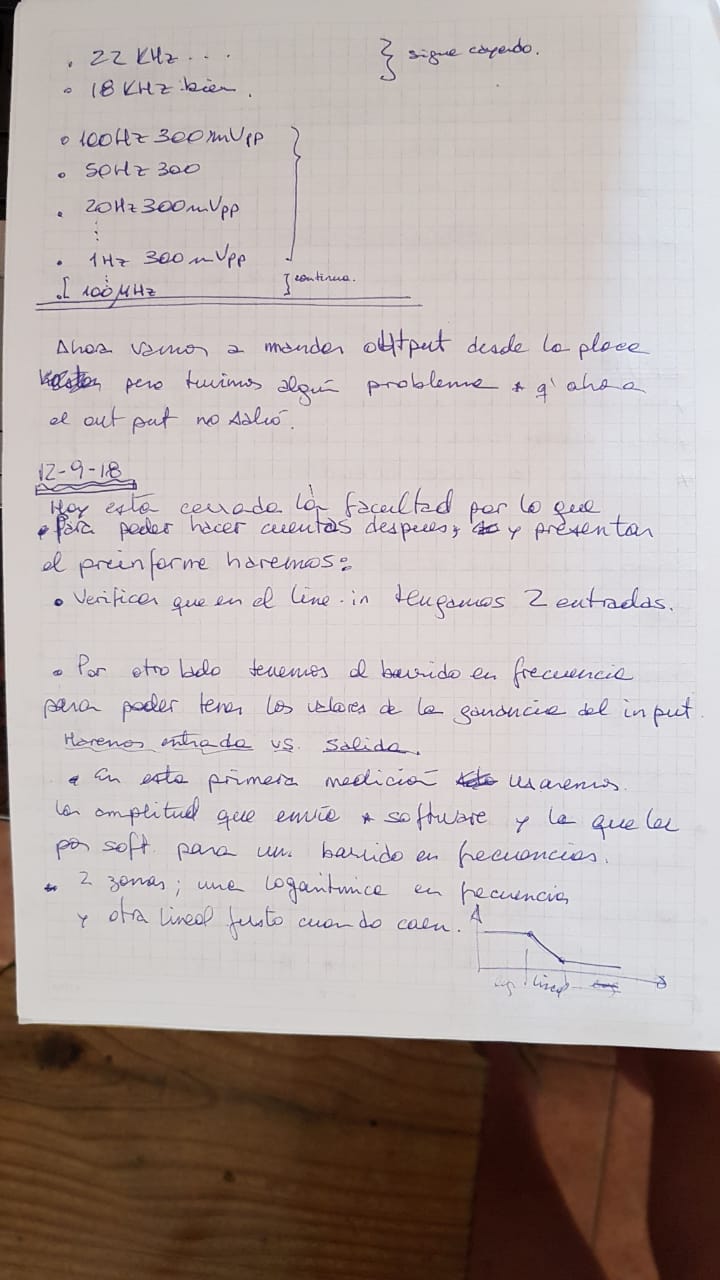 • 22 KHz ....
} sigue cayendo.
• 18 KHz bien.
• 100Hz 300mVpp
• 50Hz 300
• 20Hz 300mVpp
⋮
• 1Hz 300mVpp
⋮
[ 100μHz } continua.
Ahora vamos a mandar output desde la placa
pero tuvimos algún problema q' ahora
el out put no salió.
12-9-18
Hoy esta cerrada la facultad por lo que
• Para poder hacer cuentas despues, y presentar
el preinforme haremos:
• Verificar que en el line-in tengamos 2 entradas.
• Por otro lado tenemos el barrido en frecuencia
para poder tener los valores de la ganancia del input.
Haremos entrada vs. salida.
• En esta primera medición usaremos
la amplitud que envie software y la que lee
por soft. para un barrido en frecuencias.
• 2 zonas; una logaritmica en frecuencia
y otra lineal justo cuando caen.
A
lineal